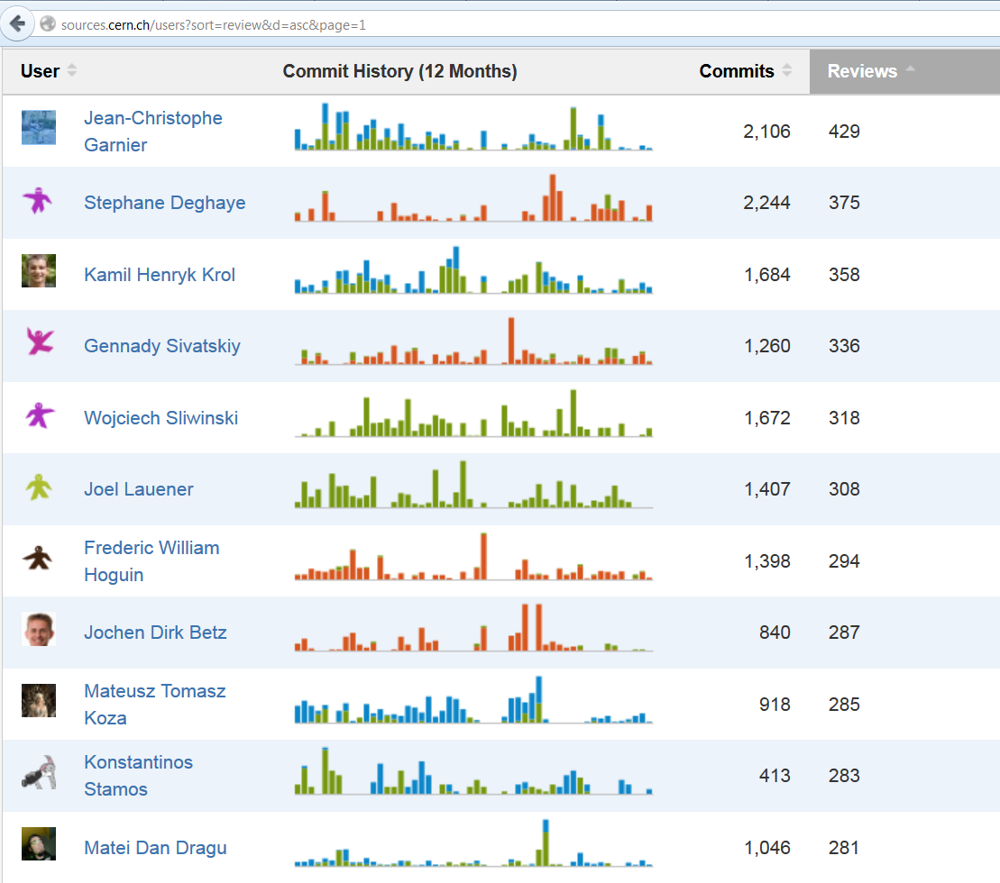 sources.cern.ch/users?sort=review&d=asc&page=1
User Commit History (12 Months) Commits Reviews
Jean-Christophe
Garnier
2,106 429
Stephane Deghaye 2,244 375
Kamil Henryk Krol 1,684 358
Gennady Sivatskiy 1,260 336
Wojciech Sliwinski 1,672 318
Joel Lauener 1,407 308
Frederic William
Hoguin
1,398 294
Jochen Dirk Betz 840 287
Mateusz Tomasz
Koza
918 285
Konstantinos
Stamos
413 283
Matei Dan Dragu 1,046 281